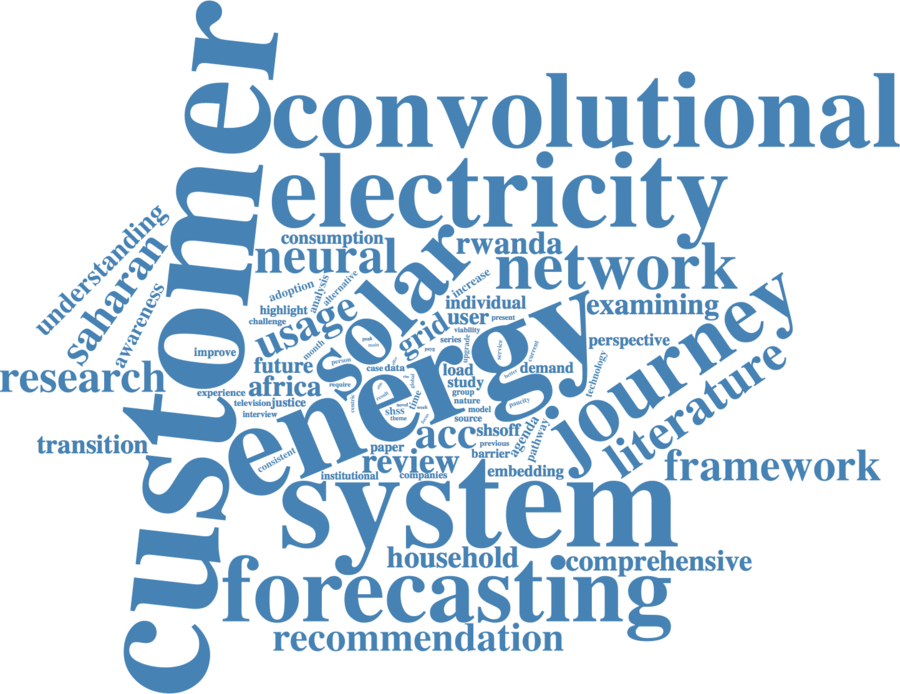 customer
convolutional
electricity
energy
system
solar
journey
forecasting
network
neural
usage
literature
framework
recommendation
household
•comprehensive
research
saharan
understanding
awareness
transition
consumption
rwanda
examining
increase
individual
user
present
viability
series
grid
perspective
technology
adoption
analysis
alternative
highlight
challenge
month
improve
future
africa
experience
television
justice
interview
person
require
case
data
load
study
group
nature
model
source
demand
service
upgrade
current
better
paucity
time
shss
theme
acc
shsoff
previous
barrier
agenda
pathway
embedding
paper
review
companies
institutional
consistent